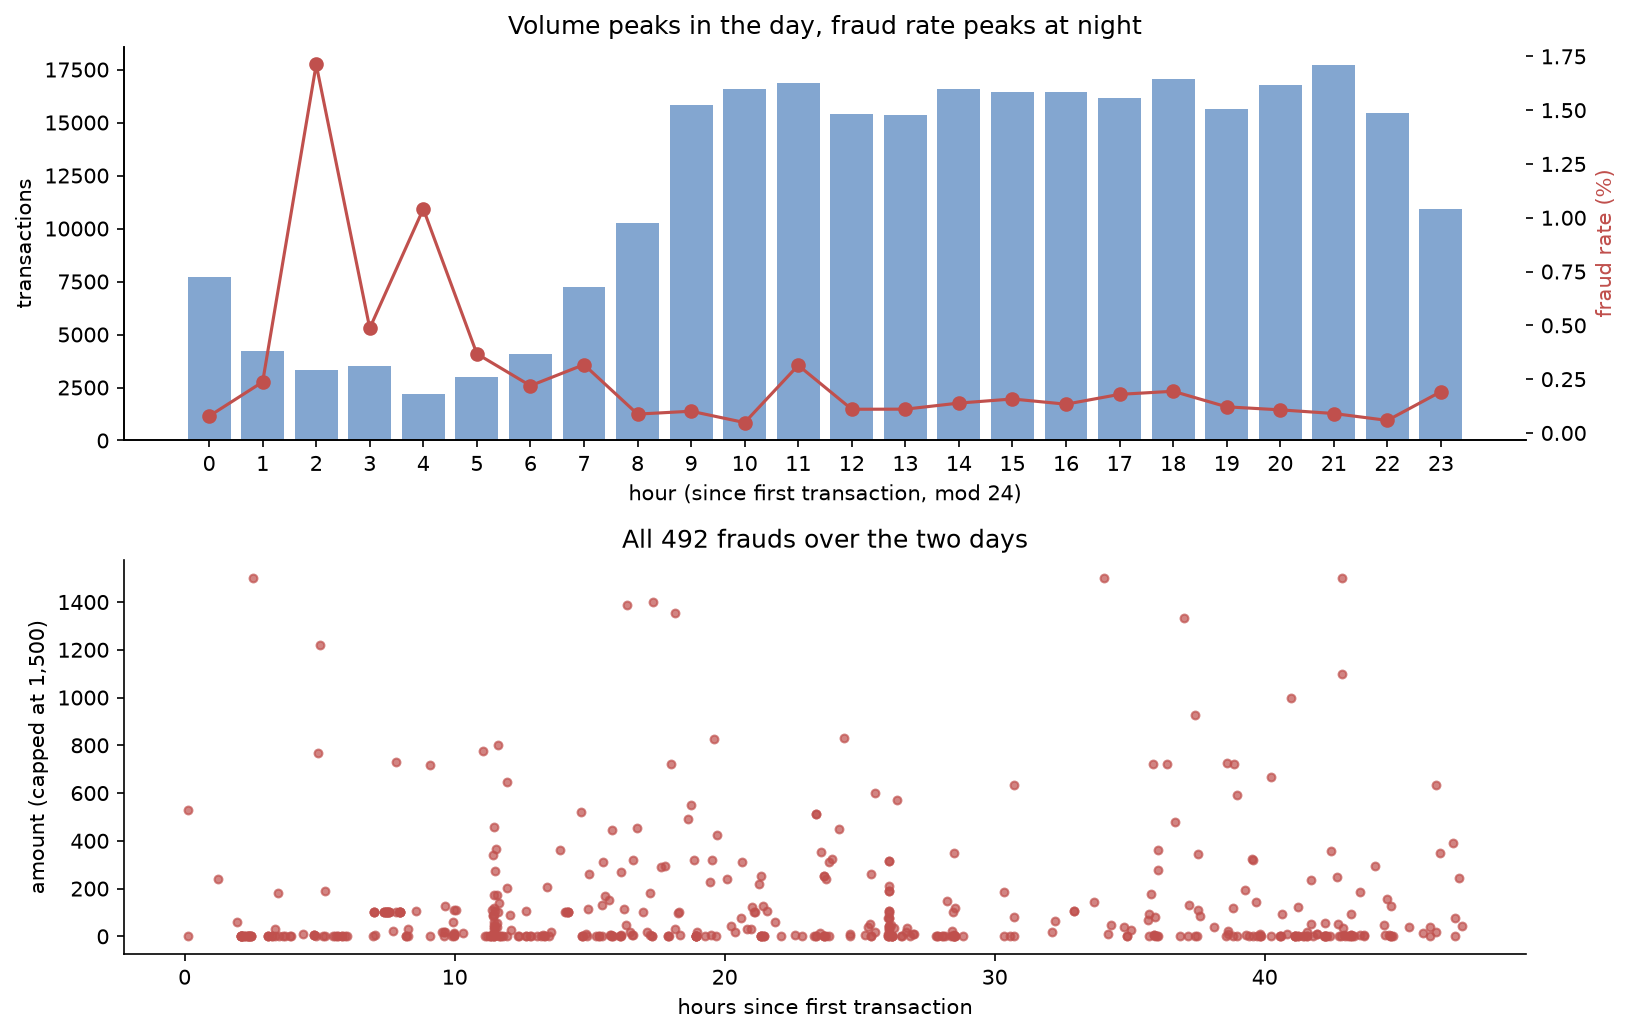 Volume peaks in the day, fraud rate peaks at night
transactions
17500
15000
12500
10000
7500
5000
2500
0
fraud rate (%)
1.75
1.50
1.25
1.00
0.75
0.50
0.25
0.00
0 1 2 3 4 5 6 7 8 9 10 11 12 13 14 15 16 17 18 19 20 21 22 23
hour (since first transaction, mod 24)
All 492 frauds over the two days
amount (capped at 1,500)
1400
1200
1000
800
600
400
200
0
0 10 20 30 40
hours since first transaction